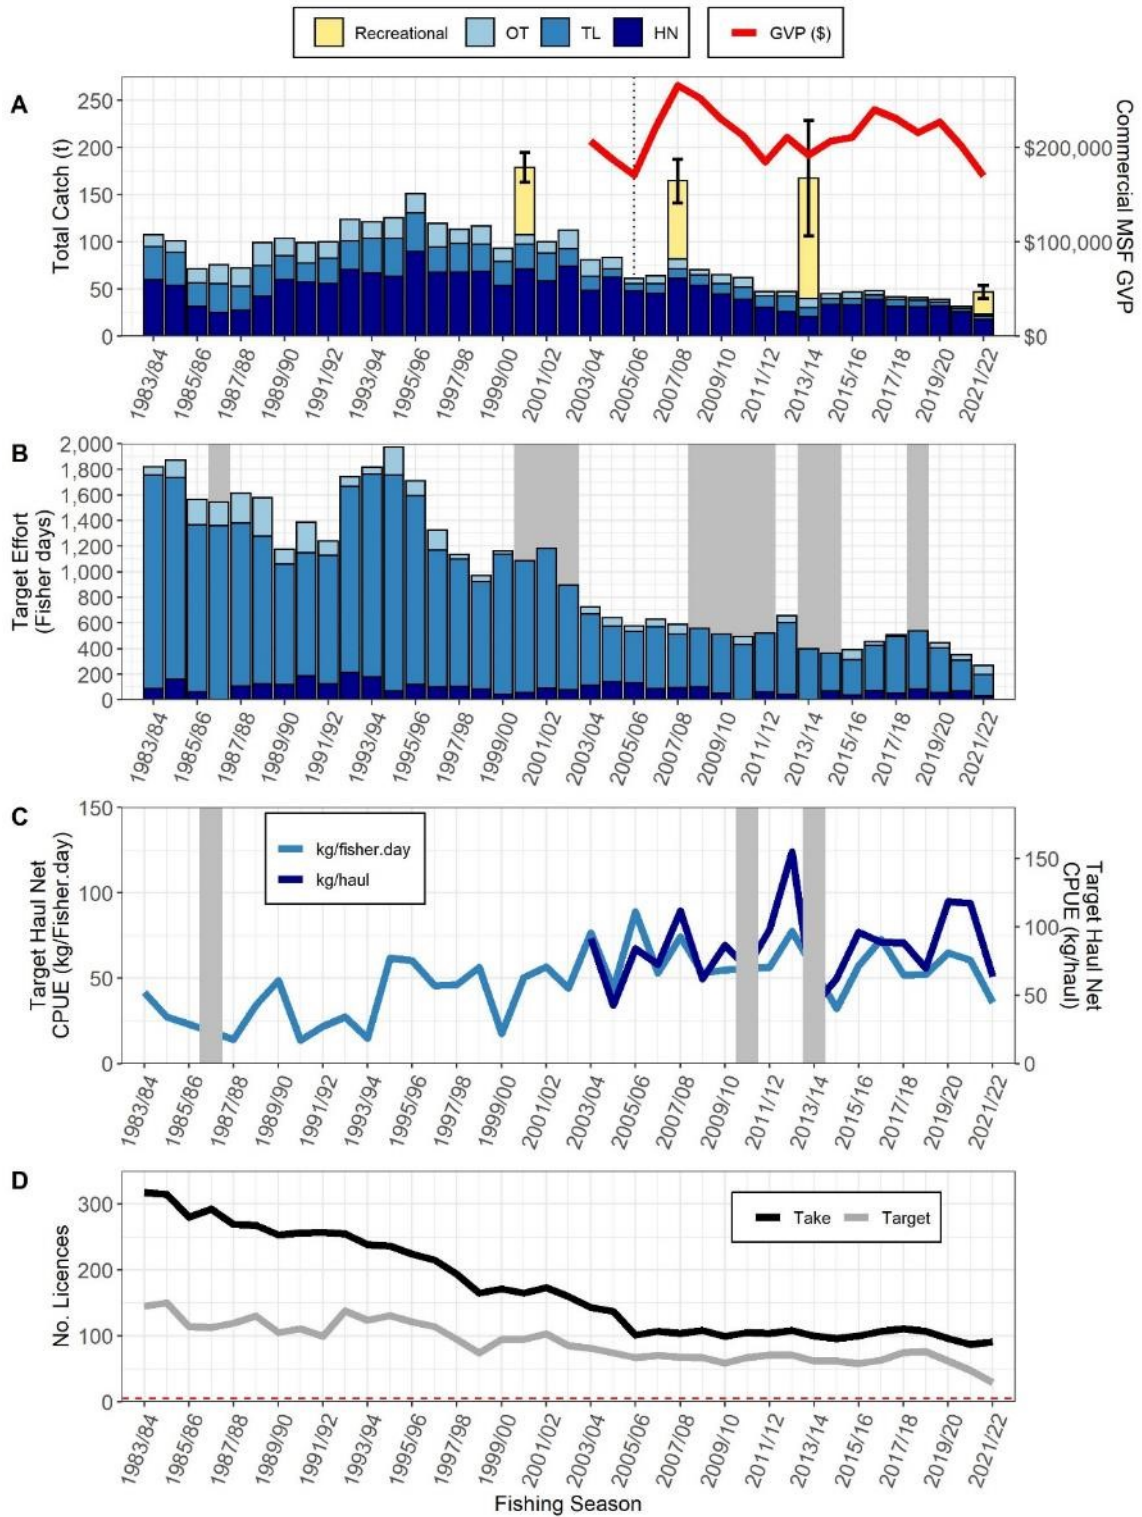 Recreational OT TL HN GVP ($)
A
Total Catch (t)
250
200
150
100
50
0
Commercial MSF GVP
$200,000
$100,000
$0
1983/84 1985/86 1987/88 1989/90 1991/92 1993/94 1995/96 1997/98 1999/00 2001/02 2003/04 2005/06 2007/08 2009/10 2011/12 2013/14 2015/16 2017/18 2019/20 2021/22
B
Target Effort
(Fisher days)
2,000
1,800
1,600
1,400
1,200
1,000
800
600
400
200
0
1983/84 1985/86 1987/88 1989/90 1991/92 1993/94 1995/96 1997/98 1999/00 2001/02 2003/04 2005/06 2007/08 2009/10 2011/12 2013/14 2015/16 2017/18 2019/20 2021/22
C
Target Haul Net
CPUE (kg/Fisher.day)
150
100
50
0
kg/fisher.day
kg/haul
Target Haul Net
CPUE (kg/haul)
150
100
50
0
1983/84 1985/86 1987/88 1989/90 1991/92 1993/94 1995/96 1997/98 1999/00 2001/02 2003/04 2005/06 2007/08 2009/10 2011/12 2013/14 2015/16 2017/18 2019/20 2021/22
D
No. Licences
300
200
100
0
Take Target
1983/84 1985/86 1987/88 1989/90 1991/92 1993/94 1995/96 1997/98 1999/00 2001/02 2003/04 2005/06 2007/08 2009/10 2011/12 2013/14 2015/16 2017/18 2019/20 2021/22
Fishing Season